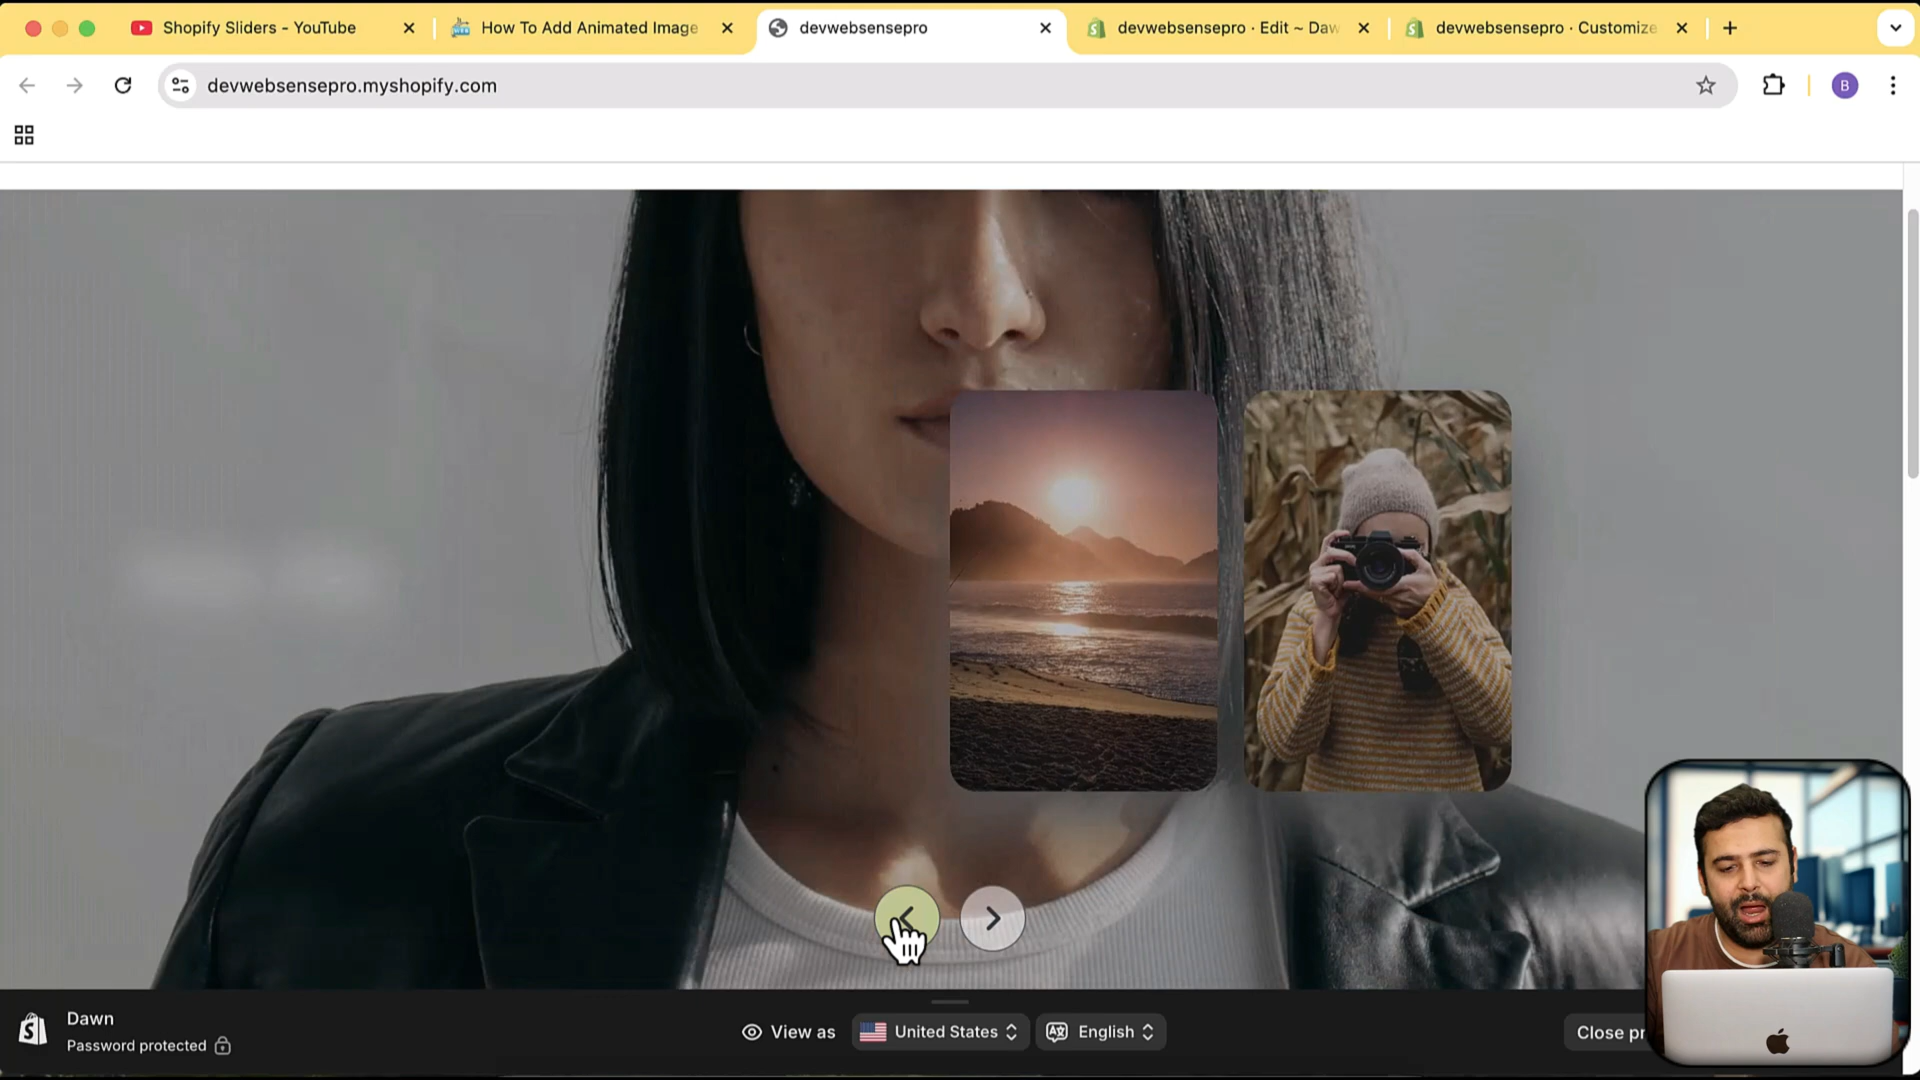 Shopify Sliders - YouTube
How To Add Animated Image
devwebsensepro
devwebsensepro · Edit ~ Daw
devwebsensepro · Customize
devwebsensepro.myshopify.com
B
Dawn
Password protected
View as
United States
English
Close pr